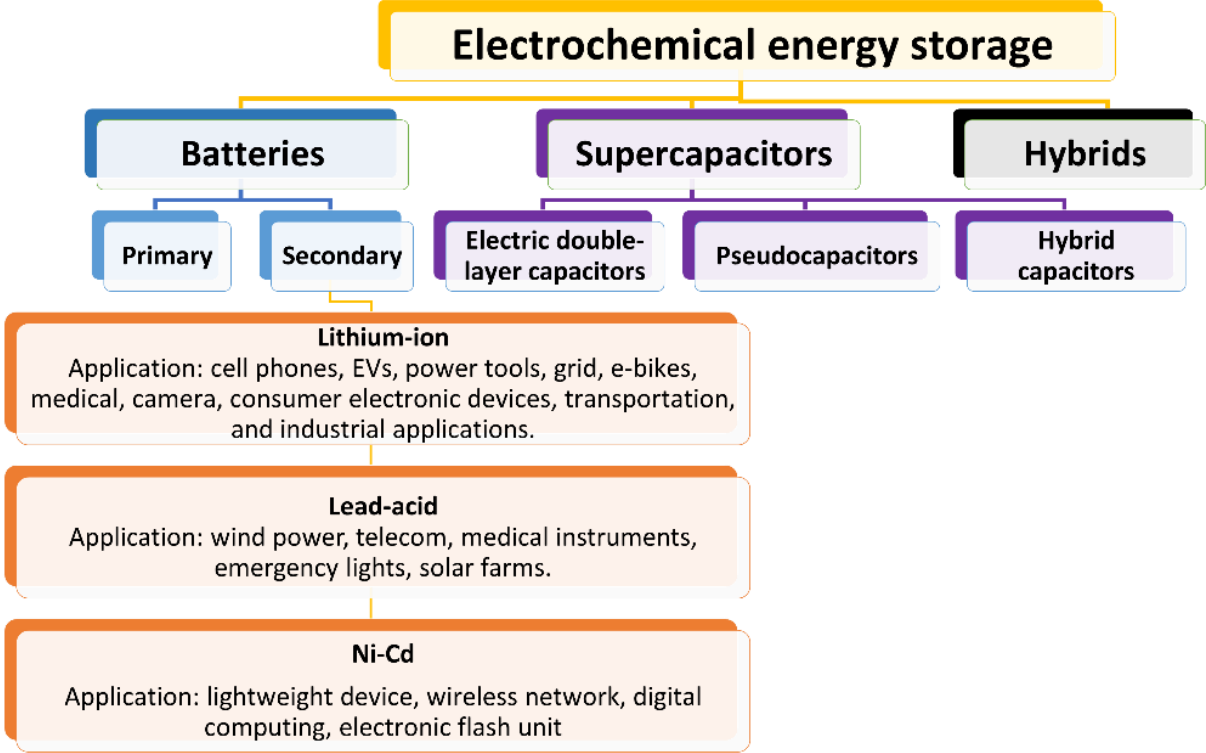 Electrochemical energy storage
Batteries
Supercapacitors
Hybrids
Primary
Secondary
Electric double-
layer capacitors
Pseudocapacitors
Hybrid
capacitors
Lithium-ion
Application: cell phones, EVs, power tools, grid, e-bikes,
medical, camera, consumer electronic devices, transportation,
and industrial applications.
Lead-acid
Application: wind power, telecom, medical instruments,
emergency lights, solar farms.
Ni-Cd
Application: lightweight device, wireless network, digital
computing, electronic flash unit